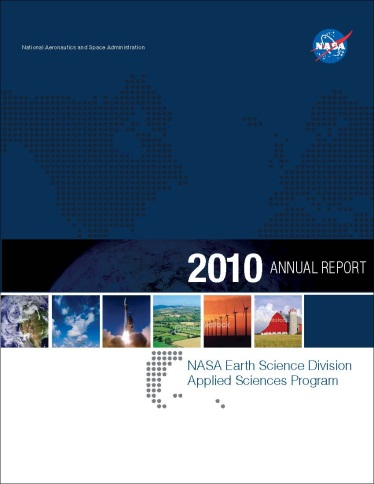 National Aeronautics and Space Administration
NASA
2010 ANNUAL REPORT
NASA Earth Science Division
Applied Sciences Program